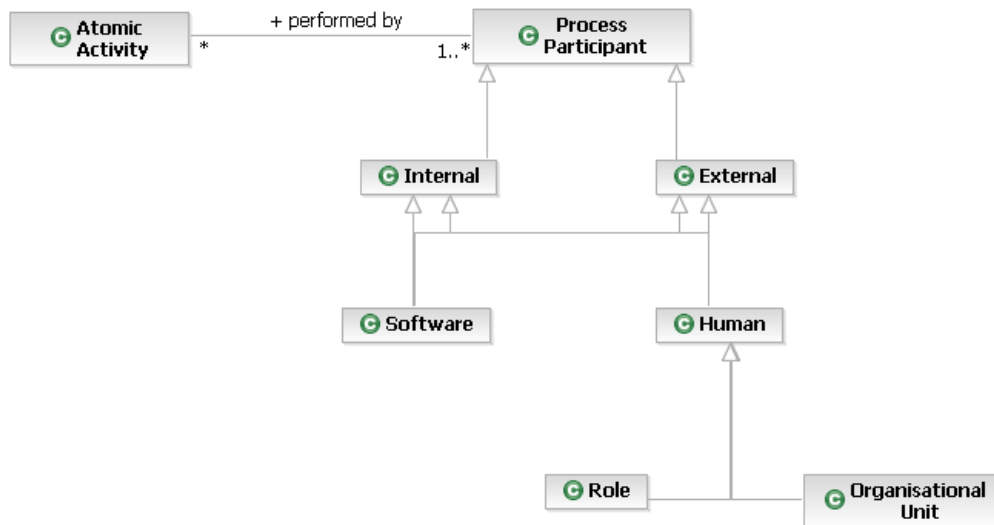 Atomic
Activity
+ performed by
*
1..*
Process
Participant
Internal
External
Software
Human
Role
Organisational
Unit